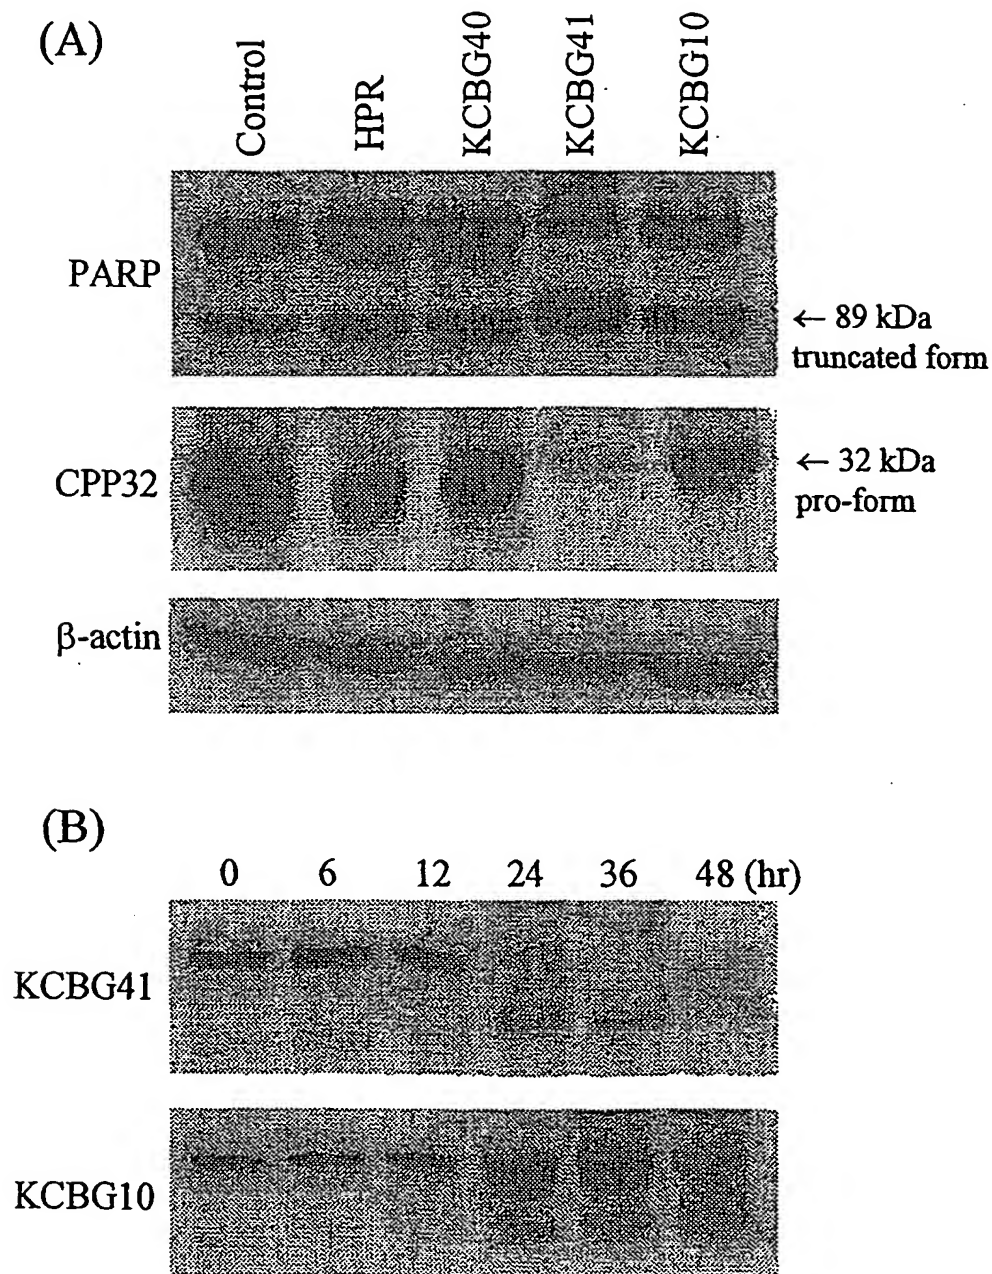 (A)
Control HPR KCBG40 KCBG41 KCBG10
PARP
← 89 kDa
truncated form
CPP32
← 32 kDa
pro-form
β-actin
(B)
0 6 12 24 36 48 (hr)
KCBG41
KCBG10